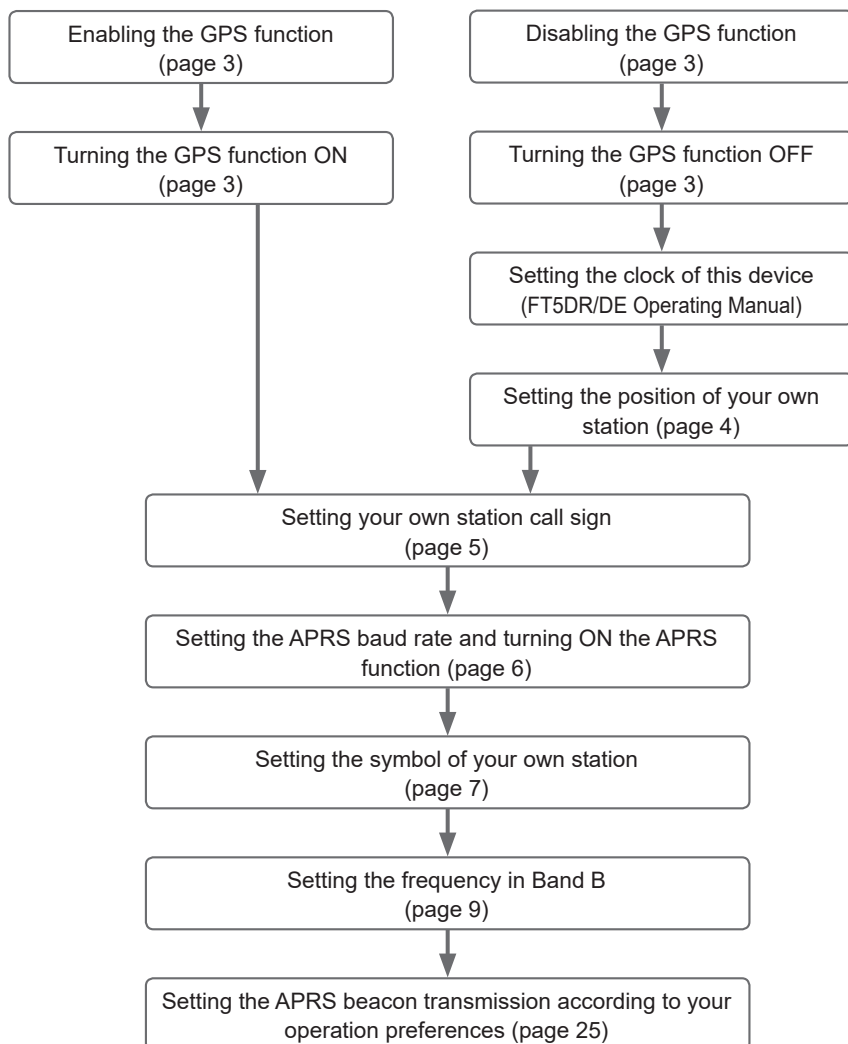 Enabling the GPS function
(page 3)
Disabling the GPS function
(page 3)
Turning the GPS function ON
(page 3)
Turning the GPS function OFF
(page 3)
Setting the clock of this device
(FT5DR/DE Operating Manual)
Setting the position of your own
station (page 4)
Setting your own station call sign
(page 5)
Setting the APRS baud rate and turning ON the APRS
function (page 6)
Setting the symbol of your own station
(page 7)
Setting the frequency in Band B
(page 9)
Setting the APRS beacon transmission according to your
operation preferences (page 25)